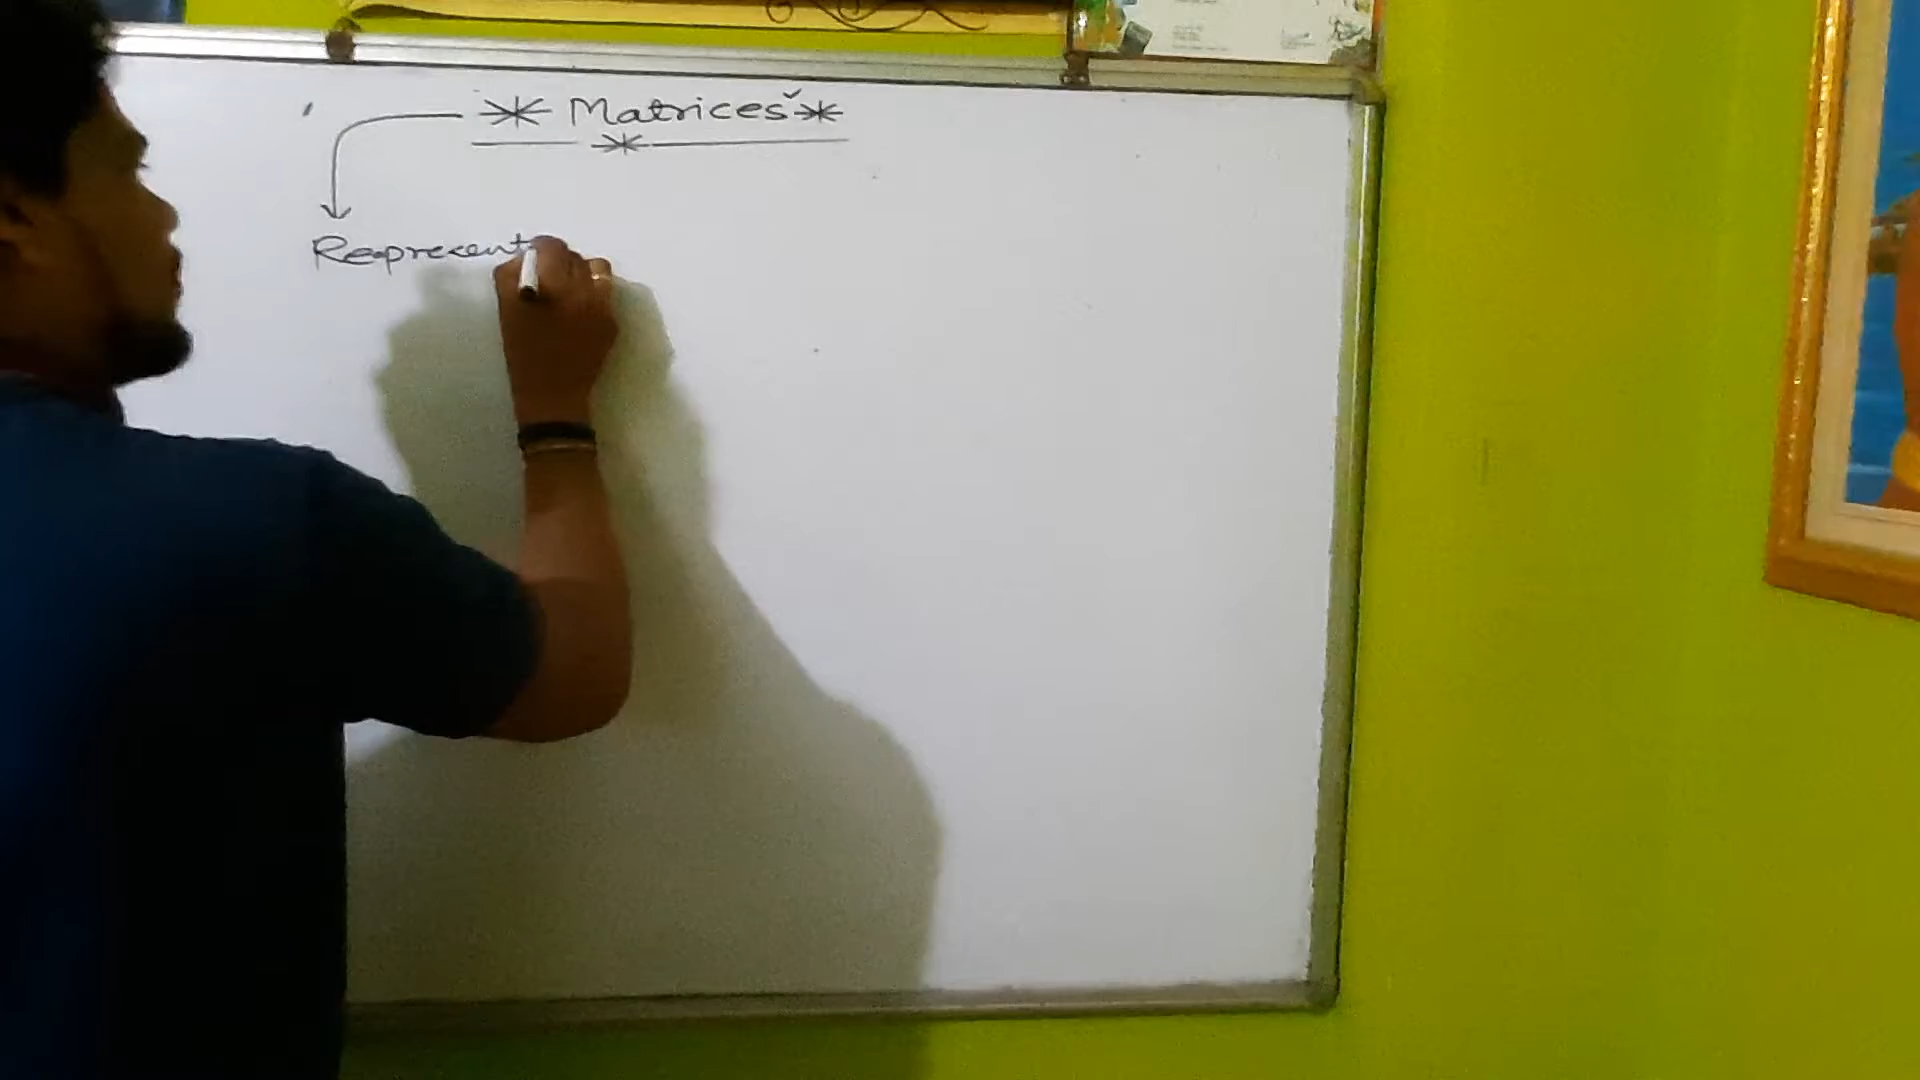 * Matrices *
*
Represent